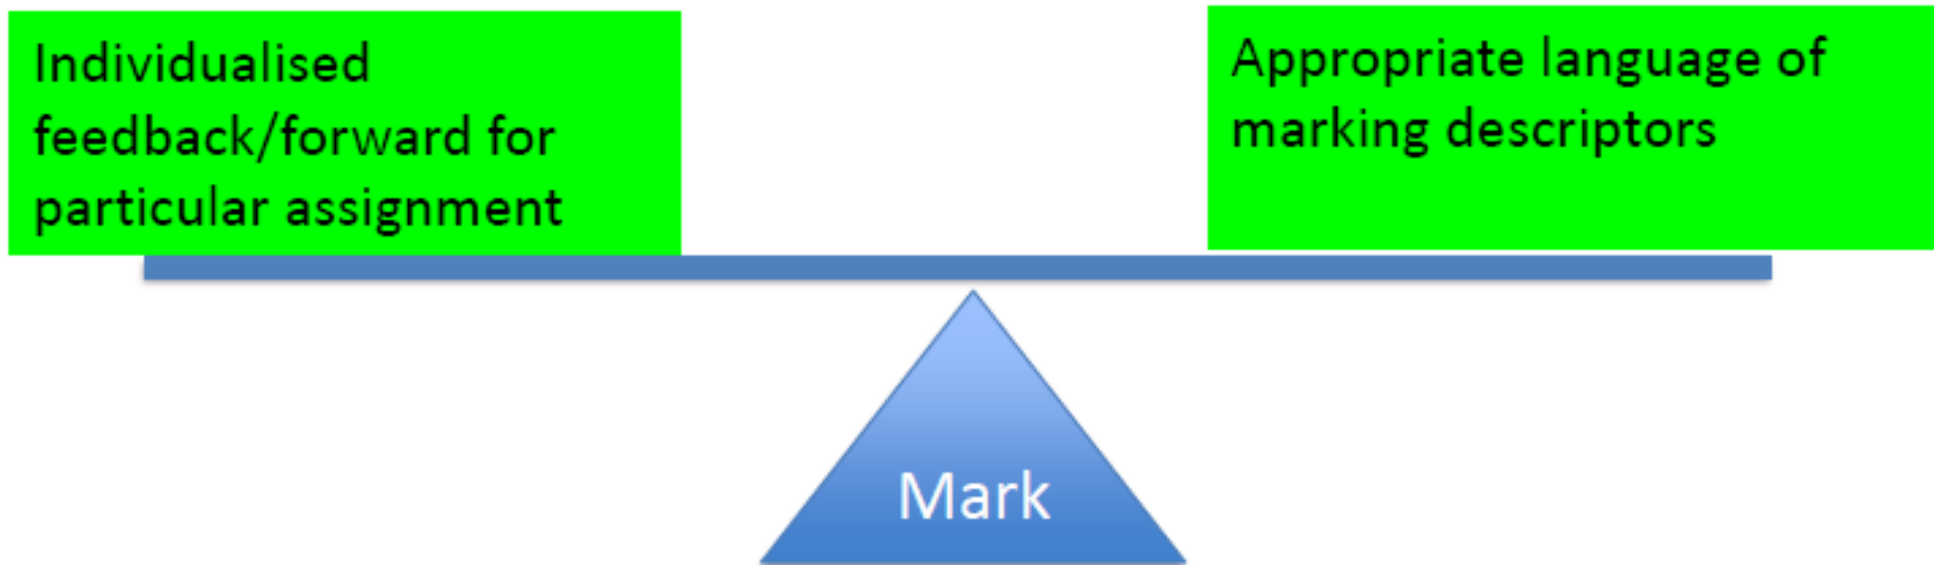 Individualised
feedback/forward for
particular assignment
Appropriate language of
marking descriptors
Mark